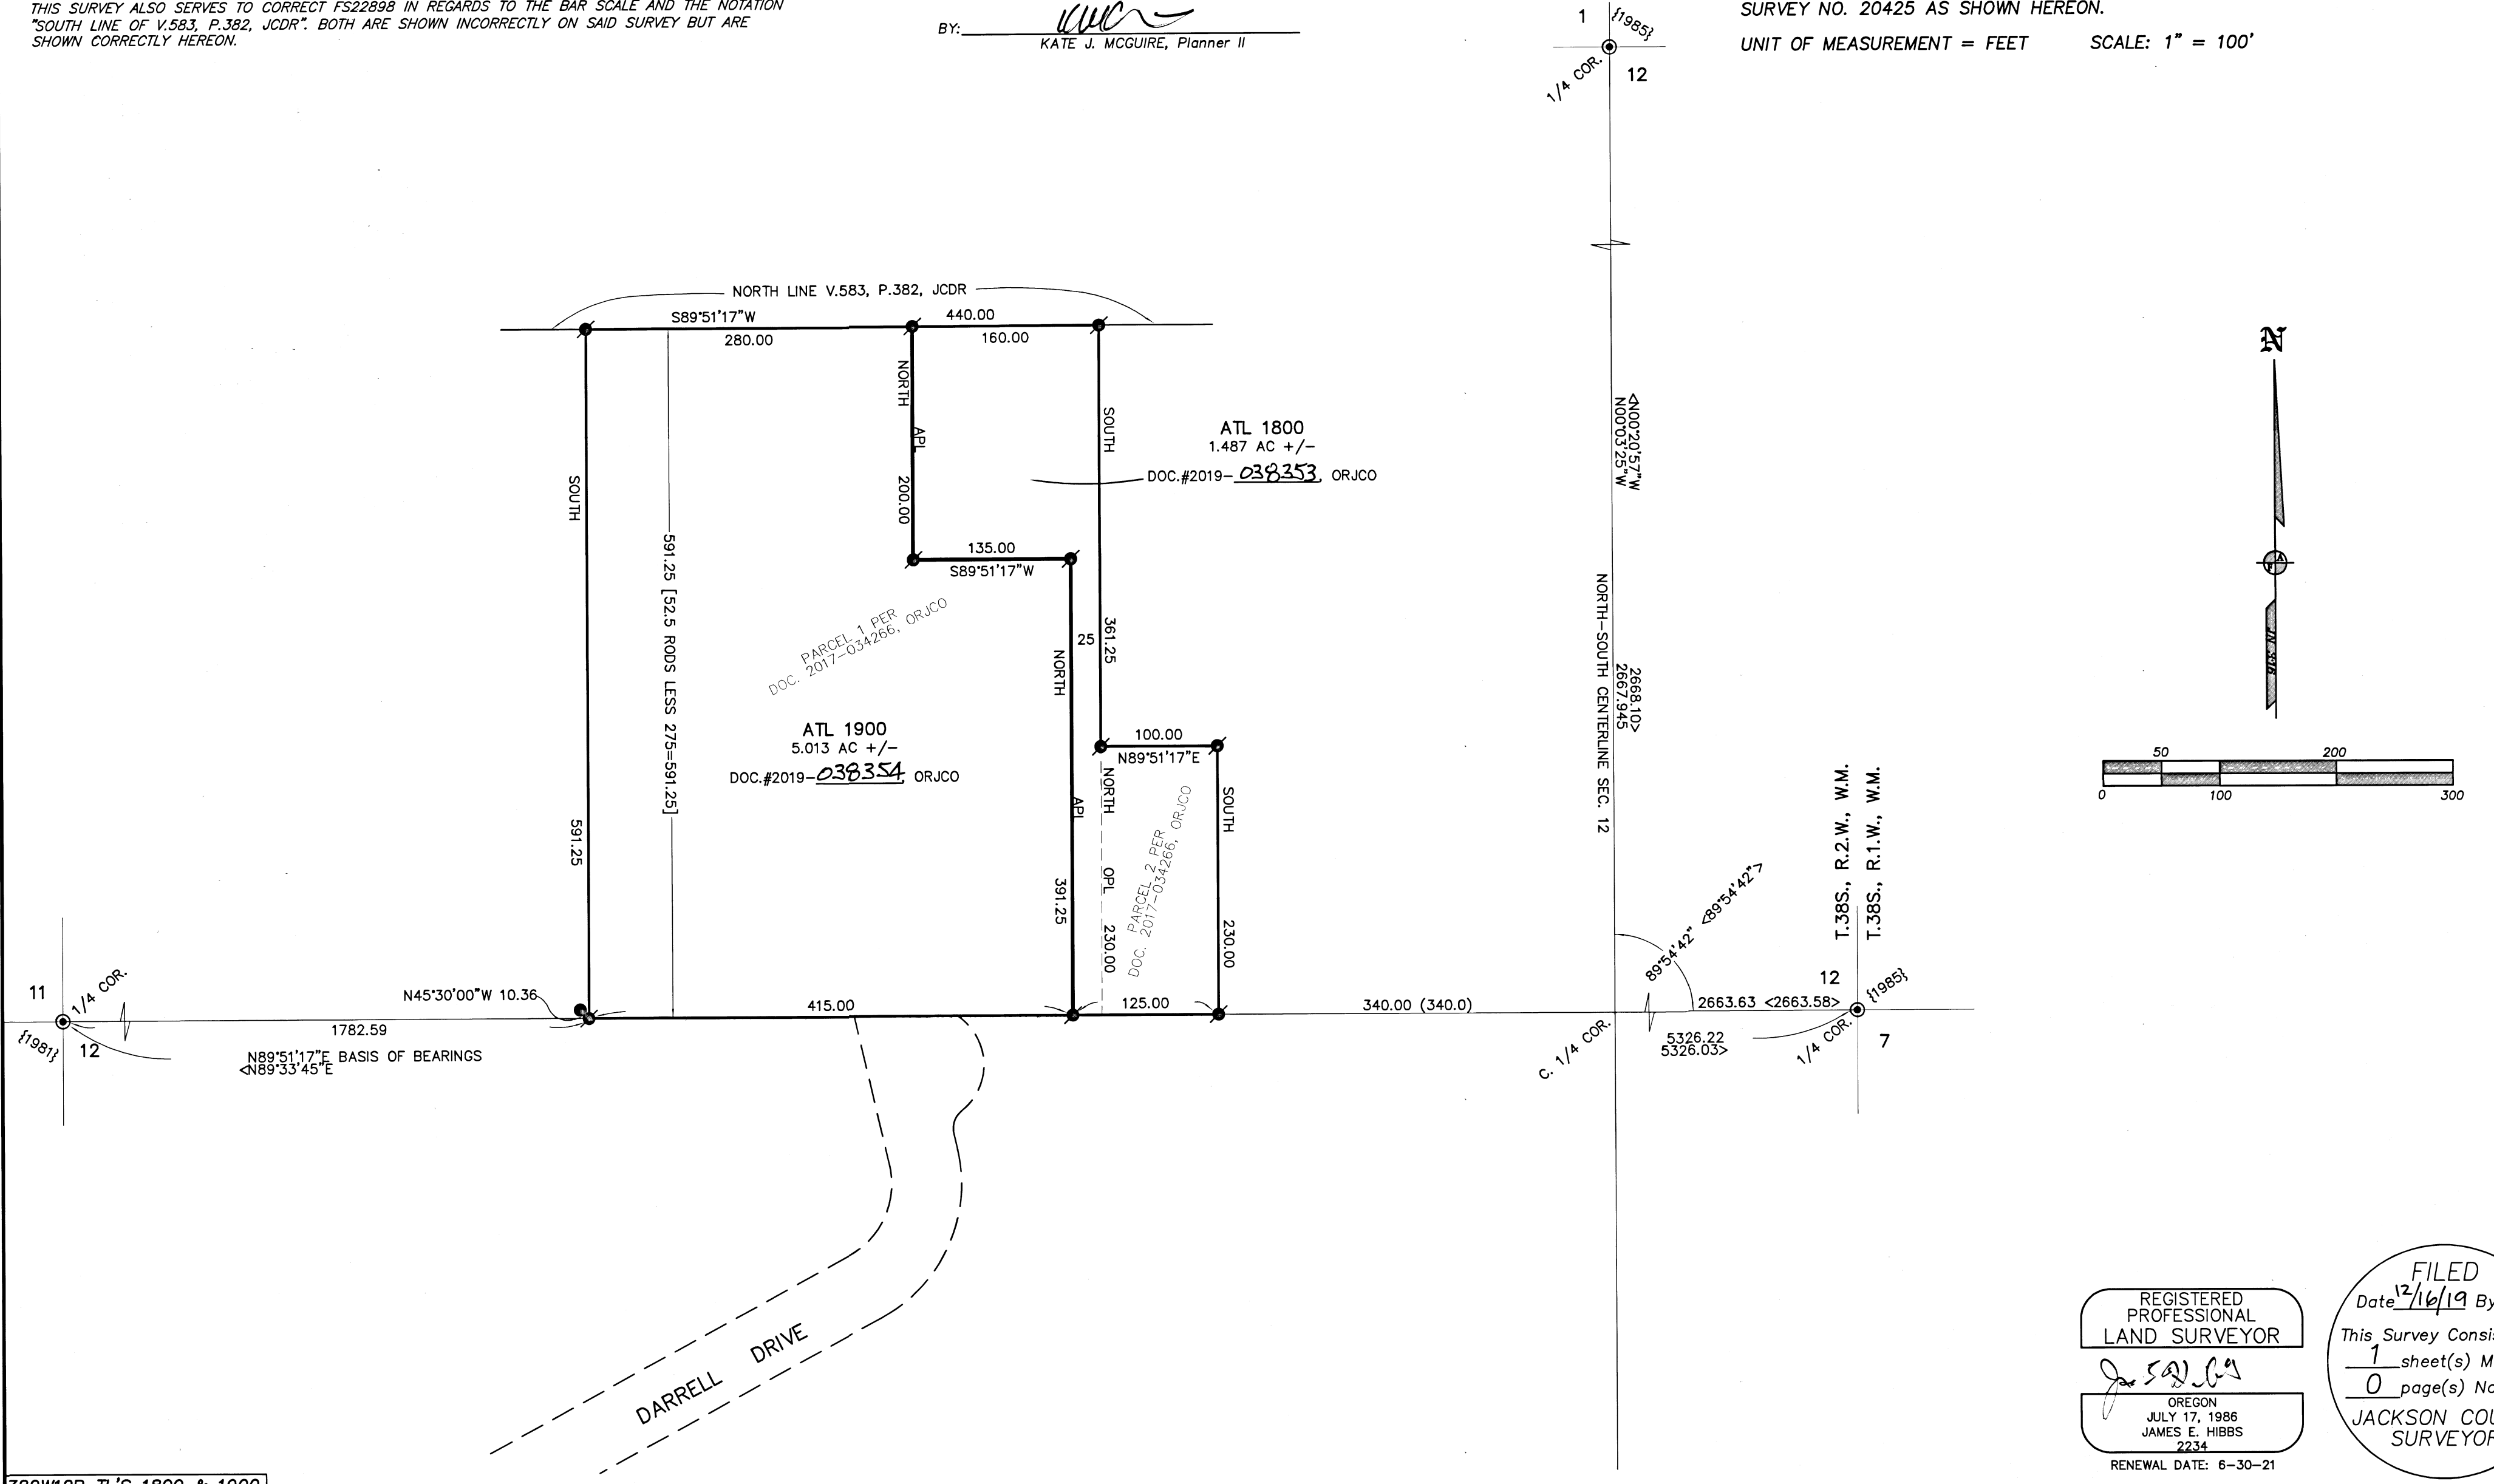 THIS SURVEY ALSO SERVES TO CORRECT FS22898 IN REGARDS TO THE BAR SCALE AND THE NOTATION
"SOUTH LINE OF V.583, P.382, JCDR". BOTH ARE SHOWN INCORRECTLY ON SAID SURVEY BUT ARE
SHOWN CORRECTLY HEREON.
BY:
KATE J. MCGUIRE, Planner II
SURVEY NO. 20425 AS SHOWN HEREON.
UNIT OF MEASUREMENT = FEET SCALE: 1" = 100'
1 {1985}
1/4 COR. 12
NORTH LINE V.583, P.382, JCDR
S89°51'17"W 440.00
280.00 160.00
NORTH APL 200.00
SOUTH 361.25
ATL 1800
1.487 AC +/-
DOC.#2019-038353, ORJCO
<N00°20'57"W
N00°03'25"W
2668.10>
2667.945
NORTH-SOUTH CENTERLINE SEC. 12
N
JN 316
50 200
0 100 300
SOUTH 591.25
591.25 [52.5 RODS LESS 275=591.25]
135.00
S89°51'17"W
PARCEL 1 PER
DOC. 2017-034266, ORJCO
25
NORTH APL 391.25
ATL 1900
5.013 AC +/-
DOC.#2019-038354, ORJCO
100.00
N89°51'17"E
NORTH OPL 230.00
PARCEL 2 PER
DOC. 2017-034266, ORJCO
SOUTH 230.00
T.38S., R.2.W., W.M.
T.38S., R.1.W., W.M.
89°54'42" <89°54'42">
11 1/4 COR.
{1981} 12
N45°30'00"W 10.36
1782.59
N89°51'17"E BASIS OF BEARINGS
<N89°33'45"E
415.00
125.00
340.00 (340.0)
2663.63 <2663.58>
12 {1985}
5326.22
5326.03>
C. 1/4 COR.
1/4 COR. 7
DARRELL DRIVE
REGISTERED
PROFESSIONAL
LAND SURVEYOR
OREGON
JULY 17, 1986
JAMES E. HIBBS
2234
RENEWAL DATE: 6-30-21
FILED
Date 12/16/19 By
This Survey Consi
1 sheet(s) M
0 page(s) Na
JACKSON COU
SURVEYOR